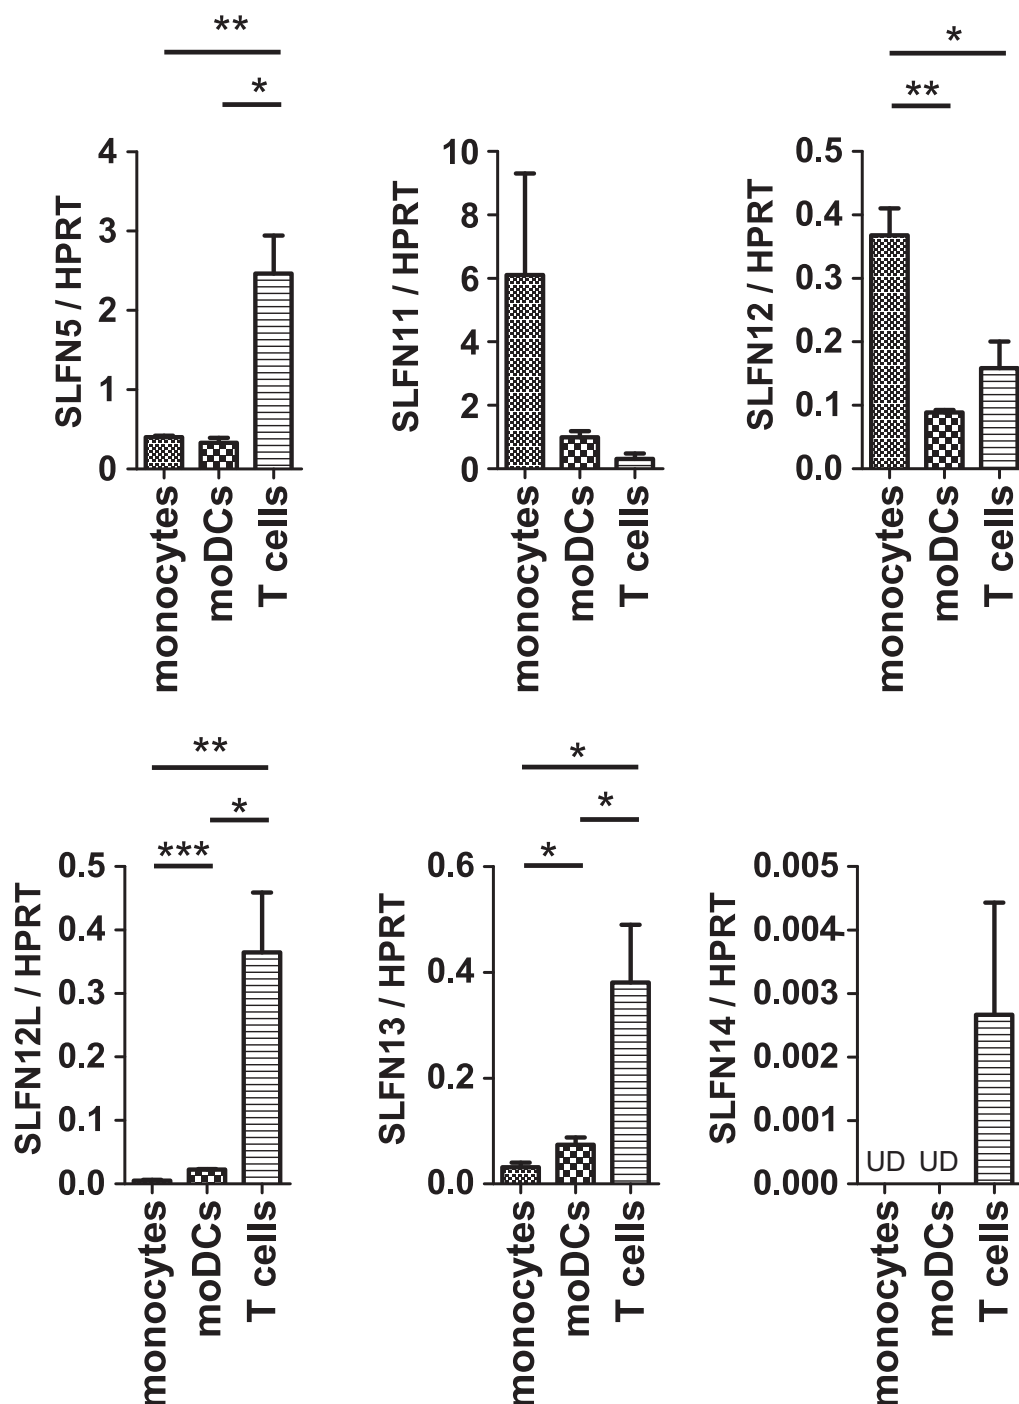 **
*
SLFN5 / HPRT
4
3
2
1
0
monocytes
moDCs
T cells
SLFN11 / HPRT
10
8
6
4
2
0
monocytes
moDCs
T cells
*
**
SLFN12 / HPRT
0.5
0.4
0.3
0.2
0.1
0.0
monocytes
moDCs
T cells
**
*
***
SLFN12L / HPRT
0.5
0.4
0.3
0.2
0.1
0.0
monocytes
moDCs
T cells
*
*
*
SLFN13 / HPRT
0.6
0.4
0.2
0.0
monocytes
moDCs
T cells
SLFN14 / HPRT
0.005
0.004
0.003
0.002
0.001
0.000
UD UD
monocytes
moDCs
T cells